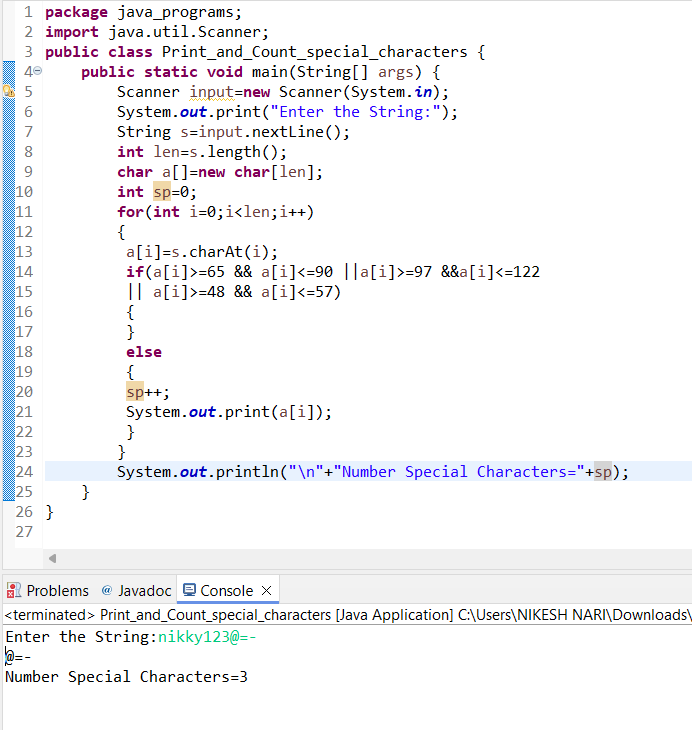 1 package java_programs;
2 import java.util.Scanner;
3 public class Print_and_Count_special_characters {
4 public static void main(String[] args) {
5 Scanner input=new Scanner(System.in);
6 System.out.print("Enter the String:");
7 String s=input.nextLine();
8 int len=s.length();
9 char a[]=new char[len];
10 int sp=0;
11 for(int i=0;i<len;i++)
12 {
13 a[i]=s.charAt(i);
14 if(a[i]>=65 && a[i]<=90 ||a[i]>=97 &&a[i]<=122
15 || a[i]>=48 && a[i]<=57)
16 {
17 }
18 else
19 {
20 sp++;
21 System.out.print(a[i]);
22 }
23 }
24 System.out.println("\n"+"Number Special Characters="+sp);
25 }
26 }
27
Problems @ Javadoc Console
<terminated> Print_and_Count_special_characters [Java Application] C:\Users\NIKESH NARI\Downloads\
Enter the String:nikky123@=-
@=-
Number Special Characters=3